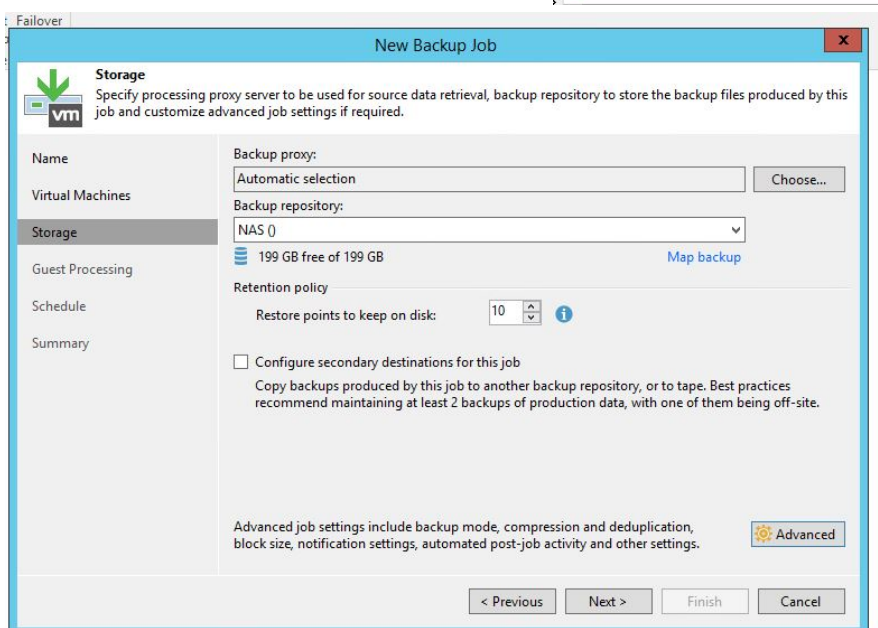 Failover
New Backup Job
x
Storage
Specify processing proxy server to be used for source data retrieval, backup repository to store the backup files produced by this
job and customize advanced job settings if required.
vm
Name
Virtual Machines
Storage
Guest Processing
Schedule
Summary
Backup proxy:
Automatic selection
Choose...
Backup repository:
NAS ()
199 GB free of 199 GB
Map backup
Retention policy
Restore points to keep on disk:
10
i
Configure secondary destinations for this job
Copy backups produced by this job to another backup repository, or to tape. Best practices
recommend maintaining at least 2 backups of production data, with one of them being off-site.
Advanced job settings include backup mode, compression and deduplication,
block size, notification settings, automated post-job activity and other settings.
Advanced
< Previous
Next >
Finish
Cancel